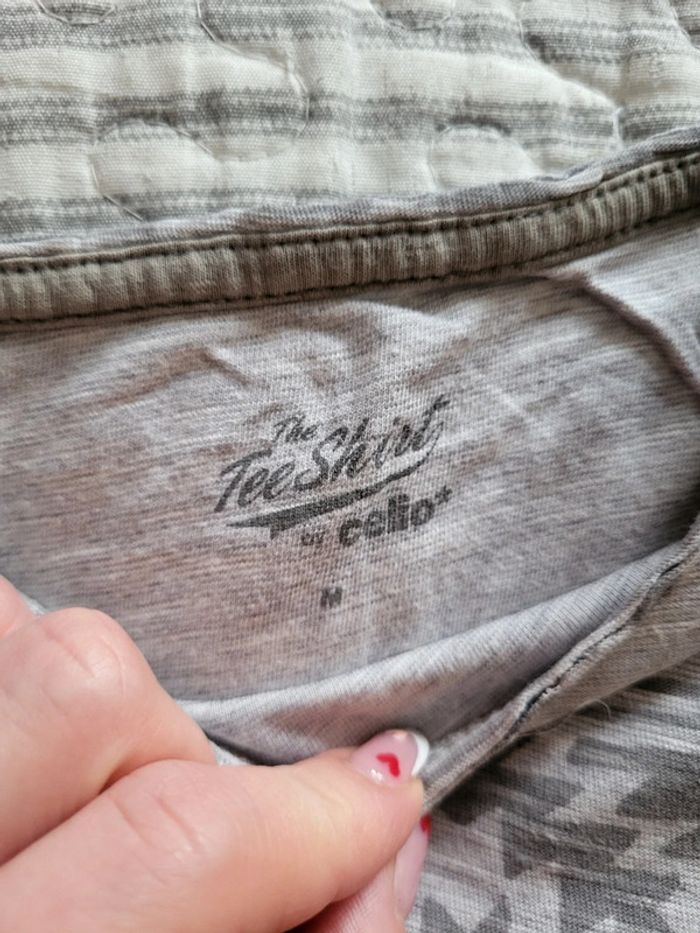 The
Tee Shirt
by celio*
M